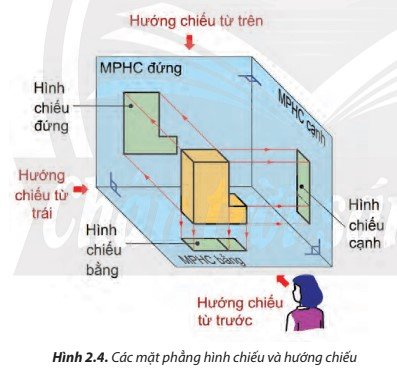 Hướng chiếu từ trên
MPHC đứng
MPHC cạnh
Hình
chiếu
đứng
Hướng
chiếu từ
trái
Hình
chiếu
cạnh
Hình
chiếu
bằng
MPHC bằng
Hướng chiếu
từ trước
Hình 2.4. Các mặt phẳng hình chiếu và hướng chiếu